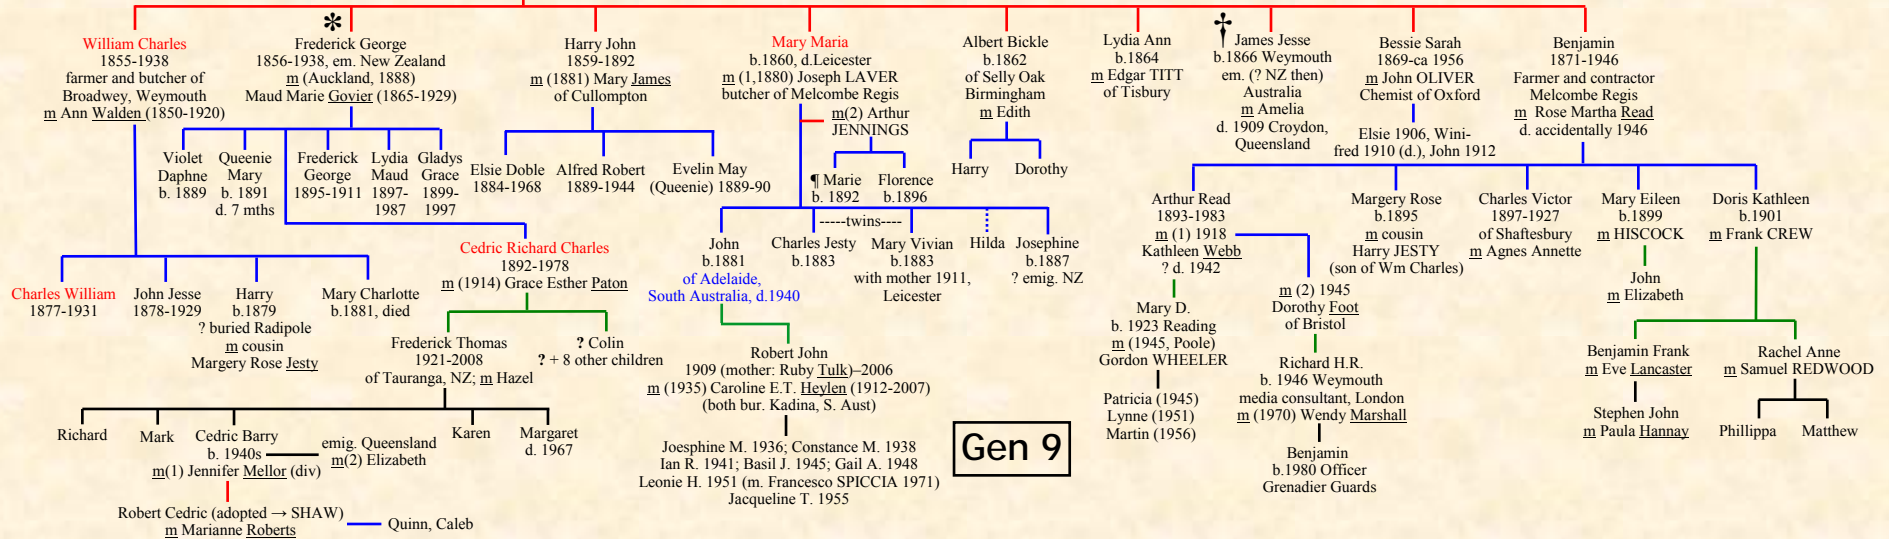 *
William Charles
1855-1938
farmer and butcher of
Broadwey, Weymouth
m Ann Walden (1850-1920)
Frederick George
1856-1938, em. New Zealand
m (Auckland, 1888)
Maud Marie Govier (1865-1929)
Harry John
1859-1892
m (1881) Mary James
of Cullompton
Mary Maria
b.1860, d.Leicester
m (1,1880) Joseph LAVER
butcher of Melcombe Regis
m(2) Arthur
JENNINGS
Albert Bickle
b.1862
of Selly Oak
Birmingham
m Edith
Lydia Ann
b.1864
m Edgar TITT
of Tisbury
†
James Jesse
b.1866 Weymouth
em. (? NZ then)
Australia
m Amelia
d. 1909 Croydon,
Queensland
Bessie Sarah
1869-ca 1956
m John OLIVER
Chemist of Oxford
Elsie 1906, Wini-
fred 1910 (d.), John 1912
Benjamin
1871-1946
Farmer and contractor
Melcombe Regis
m Rose Martha Read
d. accidentally 1946
Violet
Daphne
b. 1889
Queenie
Mary
b. 1891
d. 7 mths
Frederick
George
1895-1911
Lydia
Maud
1897-
1987
Gladys
Grace
1899-
1997
Elsie Doble
1884-1968
Alfred Robert
1889-1944
Evelin May
(Queenie) 1889-90
¶ Marie
b. 1892
Florence
b.1896
Harry
Dorothy
Arthur Read
1893-1983
m (1) 1918
Kathleen Webb
? d. 1942
Margery Rose
b.1895
m cousin
Harry JESTY
(son of Wm Charles)
Charles Victor
1897-1927
of Shaftesbury
m Agnes Annette
Mary Eileen
b.1899
m HISCOCK
Doris Kathleen
b.1901
m Frank CREW
Cedric Richard Charles
1892-1978
m (1914) Grace Esther Paton
-----twins----
John
b.1881
of Adelaide,
South Australia, d.1940
Charles Jesty
b.1883
Mary Vivian
b.1883
with mother 1911,
Leicester
Hilda
Josephine
b.1887
? emig. NZ
Charles William
1877-1931
John Jesse
1878-1929
Harry
b.1879
? buried Radipole
m cousin
Margery Rose Jesty
Mary Charlotte
b.1881, died
Frederick Thomas
1921-2008
of Tauranga, NZ; m Hazel
? Colin
? + 8 other children
Robert John
1909 (mother: Ruby Tulk)–2006
m (1935) Caroline E.T. Heylen (1912-2007)
(both bur. Kadina, S. Aust)
Mary D.
b. 1923 Reading
m (1945, Poole)
Gordon WHEELER
m (2) 1945
Dorothy Foot
of Bristol
John
m Elizabeth
Richard H.R.
b. 1946 Weymouth
media consultant, London
m (1970) Wendy Marshall
Benjamin Frank
m Eve Lancaster
Rachel Anne
m Samuel REDWOOD
Patricia (1945)
Lynne (1951)
Martin (1956)
Stephen John
m Paula Hannay
Phillippa
Matthew
Richard
Mark
Cedric Barry
b. 1940s
m(1) Jennifer Mellor (div)
emig. Queensland
m(2) Elizabeth
Karen
Margaret
d. 1967
Joesphine M. 1936; Constance M. 1938
Ian R. 1941; Basil J. 1945; Gail A. 1948
Leonie H. 1951 (m. Francesco SPICCIA 1971)
Jacqueline T. 1955
Gen 9
Benjamin
b.1980 Officer
Grenadier Guards
Robert Cedric (adopted → SHAW)
m Marianne Roberts
Quinn, Caleb